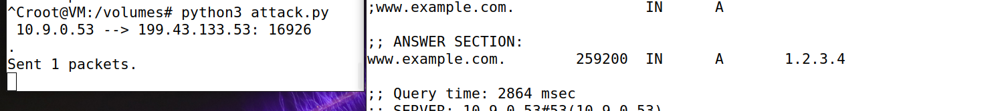 ^Croot@VM:/volumes# python3 attack.py
10.9.0.53 --> 199.43.133.53: 16926
.
Sent 1 packets.
;www.example.com. IN A
;; ANSWER SECTION:
www.example.com. 259200 IN A 1.2.3.4
;; Query time: 2864 msec
;; SERVER: 10.9.0.53#53(10.9.0.53)